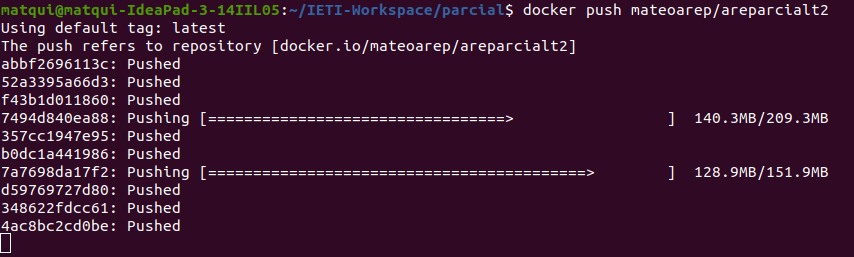 matqui@matqui-IdeaPad-3-14IIL05:~/IETI-Workspace/parcial$ docker push mateoarep/areparcialt2
Using default tag: latest
The push refers to repository [docker.io/mateoarep/areparcialt2]
abbf2696113c: Pushed
52a3395a66d3: Pushed
f43b1d011860: Pushed
7494d840ea88: Pushing [=================================>                 ]  140.3MB/209.3MB
357cc1947e95: Pushed
b0dc1a441986: Pushed
7a7698da17f2: Pushing [==========================================>        ]  128.9MB/151.9MB
d59769727d80: Pushed
348622fdcc61: Pushed
4ac8bc2cd0be: Pushed